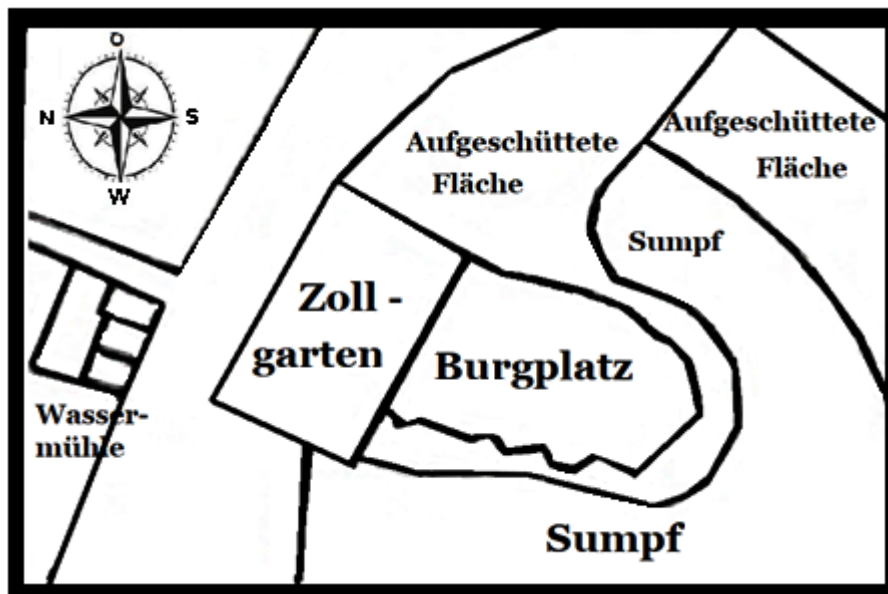 O
N
S
W
Aufgeschüttete
Fläche
Aufgeschüttete
Fläche
Sumpf
Zoll -
garten
Burgplatz
Wasser-
mühle
Sumpf